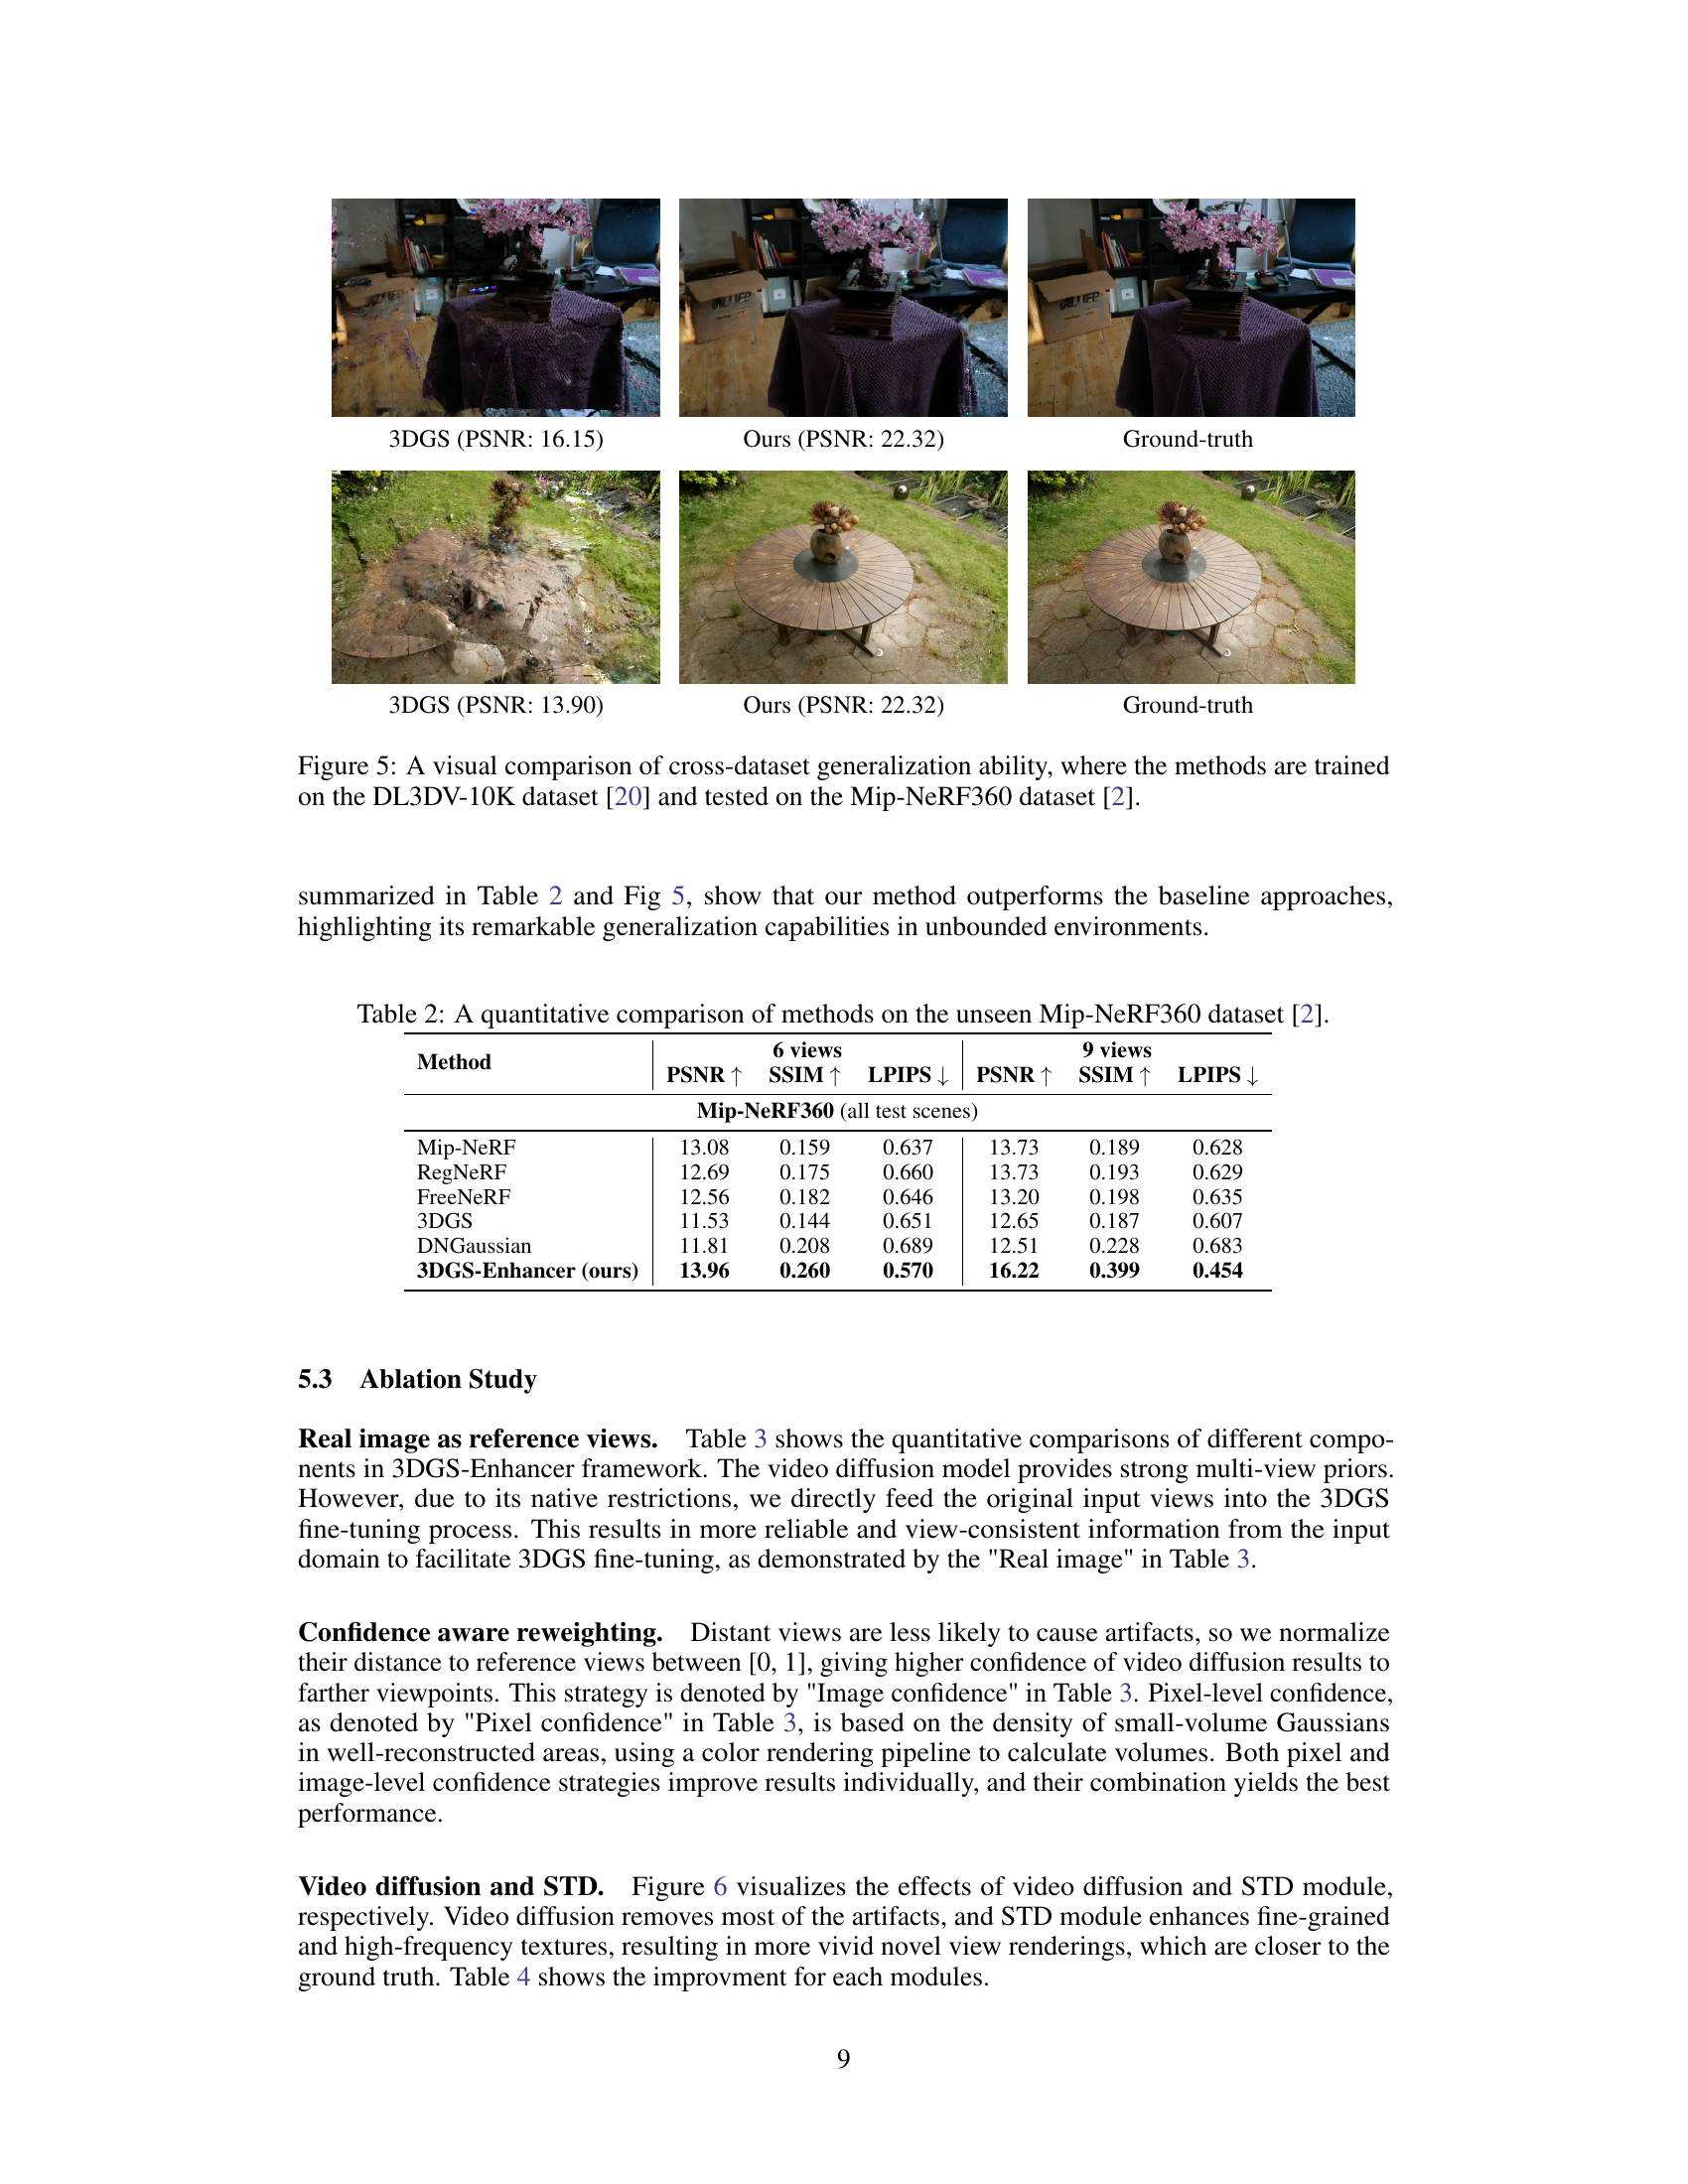 3DGS (PSNR: 16.15) Ours (PSNR: 22.32) Ground-truth
3DGS (PSNR: 13.90) Ours (PSNR: 22.32) Ground-truth
Figure 5: A visual comparison of cross-dataset generalization ability, where the methods are trained
on the DL3DV-10K dataset [20] and tested on the Mip-NeRF360 dataset [2].
summarized in Table 2 and Fig 5, show that our method outperforms the baseline approaches,
highlighting its remarkable generalization capabilities in unbounded environments.
Table 2: A quantitative comparison of methods on the unseen Mip-NeRF360 dataset [2].
Method 6 views 9 views
PSNR ↑ SSIM ↑ LPIPS ↓ PSNR ↑ SSIM ↑ LPIPS ↓
Mip-NeRF360 (all test scenes)
Mip-NeRF 13.08 0.159 0.637 13.73 0.189 0.628
RegNeRF 12.69 0.175 0.660 13.73 0.193 0.629
FreeNeRF 12.56 0.182 0.646 13.20 0.198 0.635
3DGS 11.53 0.144 0.651 12.65 0.187 0.607
DNGaussian 11.81 0.208 0.689 12.51 0.228 0.683
3DGS-Enhancer (ours) 13.96 0.260 0.570 16.22 0.399 0.454
5.3 Ablation Study
Real image as reference views. Table 3 shows the quantitative comparisons of different compo-
nents in 3DGS-Enhancer framework. The video diffusion model provides strong multi-view priors.
However, due to its native restrictions, we directly feed the original input views into the 3DGS
fine-tuning process. This results in more reliable and view-consistent information from the input
domain to facilitate 3DGS fine-tuning, as demonstrated by the "Real image" in Table 3.
Confidence aware reweighting. Distant views are less likely to cause artifacts, so we normalize
their distance to reference views between [0, 1], giving higher confidence of video diffusion results to
farther viewpoints. This strategy is denoted by "Image confidence" in Table 3. Pixel-level confidence,
as denoted by "Pixel confidence" in Table 3, is based on the density of small-volume Gaussians
in well-reconstructed areas, using a color rendering pipeline to calculate volumes. Both pixel and
image-level confidence strategies improve results individually, and their combination yields the best
performance.
Video diffusion and STD. Figure 6 visualizes the effects of video diffusion and STD module,
respectively. Video diffusion removes most of the artifacts, and STD module enhances fine-grained
and high-frequency textures, resulting in more vivid novel view renderings, which are closer to the
ground truth. Table 4 shows the improvment for each modules.
9